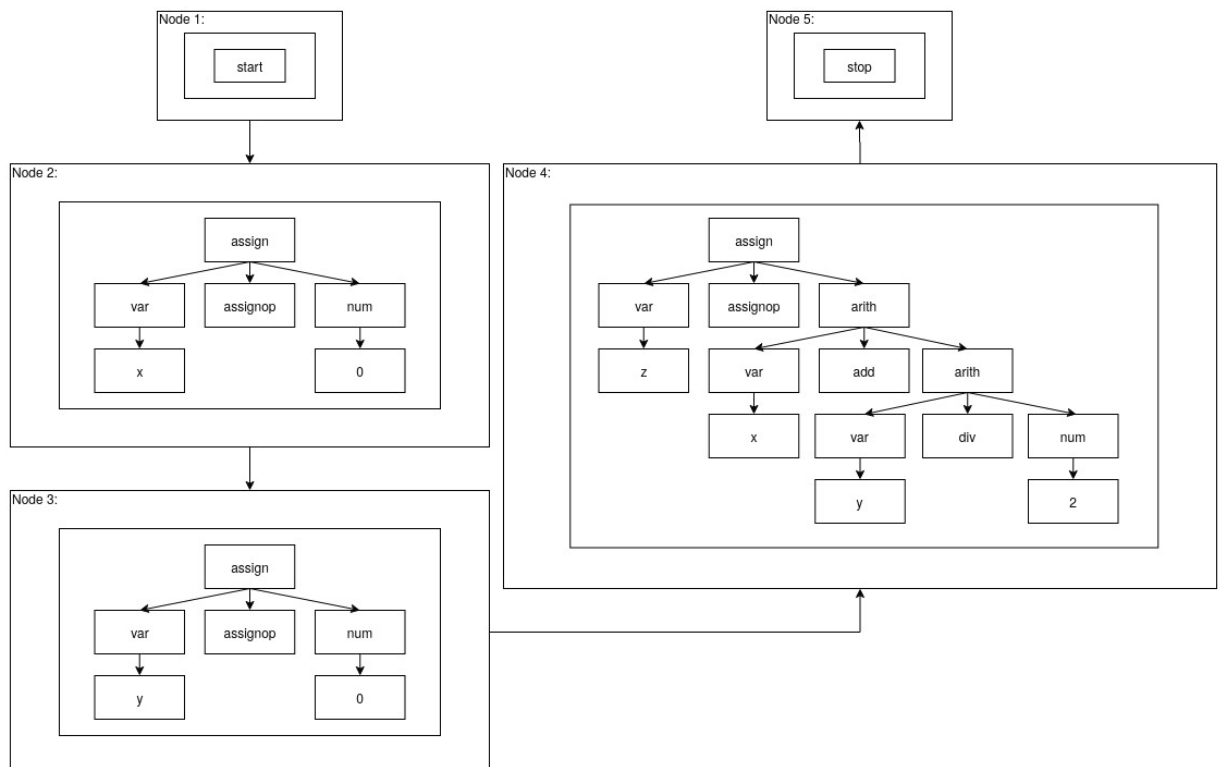 Node 1:
start
Node 2:
assign
var
assignop
num
x
0
Node 3:
assign
var
assignop
num
y
0
Node 4:
assign
var
assignop
arith
z
var
add
arith
x
var
div
num
y
2
Node 5:
stop